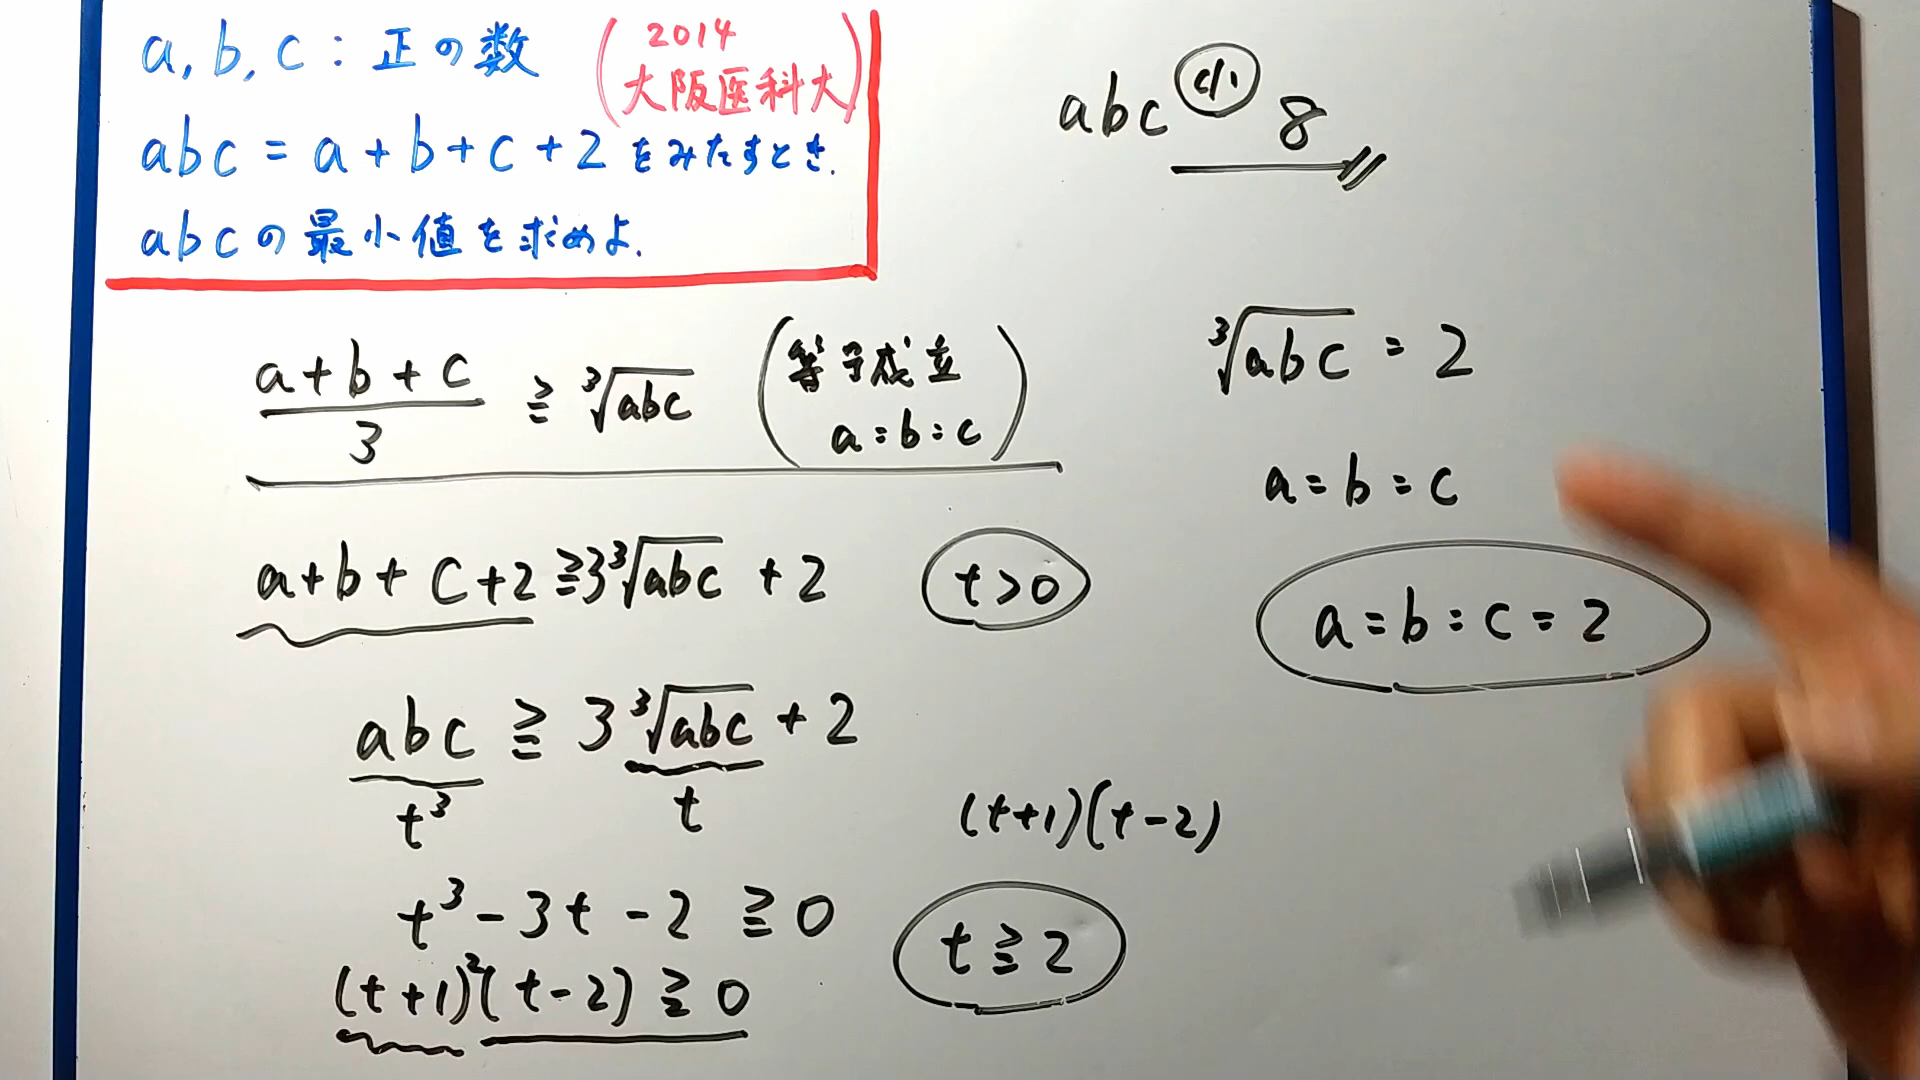 a, b, c : 正の数
(2014
大阪医科大)
abc = a + b + c + 2 をみたすとき.
abcの最小値を求めよ.
a + b + c / 3 ≧ ³√abc
(等号成立
a = b = c)
a + b + c + 2 ≧ 3³√abc + 2
t > 0
abc ≧ 3 ³√abc + 2
t³ t
t³ - 3t - 2 ≧ 0
(t + 1)²(t - 2) ≧ 0
(t+1)(t-2)
t ≧ 2
abc 8
³√abc = 2
a = b = c
a = b = c = 2